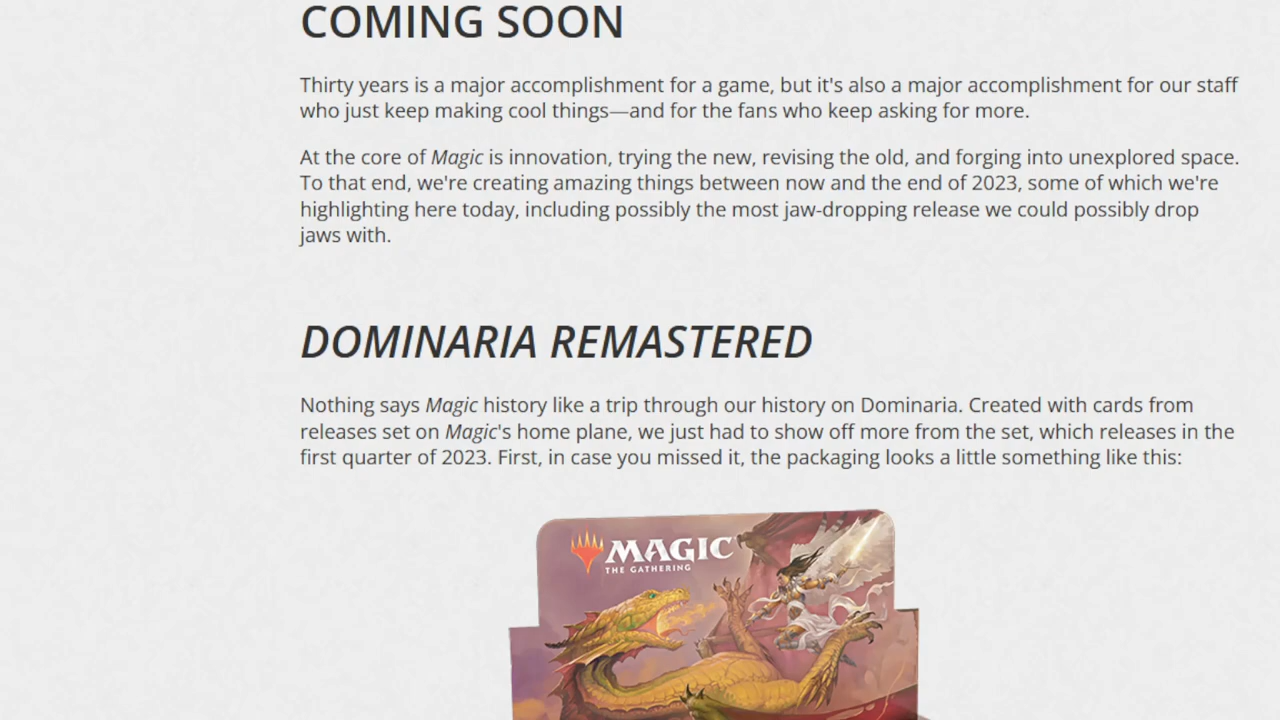 COMING SOON
Thirty years is a major accomplishment for a game, but it's also a major accomplishment for our staff
who just keep making cool things—and for the fans who keep asking for more.
At the core of Magic is innovation, trying the new, revising the old, and forging into unexplored space.
To that end, we're creating amazing things between now and the end of 2023, some of which we're
highlighting here today, including possibly the most jaw-dropping release we could possibly drop
jaws with.
DOMINARIA REMASTERED
Nothing says Magic history like a trip through our history on Dominaria. Created with cards from
releases set on Magic's home plane, we just had to show off more from the set, which releases in the
first quarter of 2023. First, in case you missed it, the packaging looks a little something like this:
MAGIC
THE GATHERING